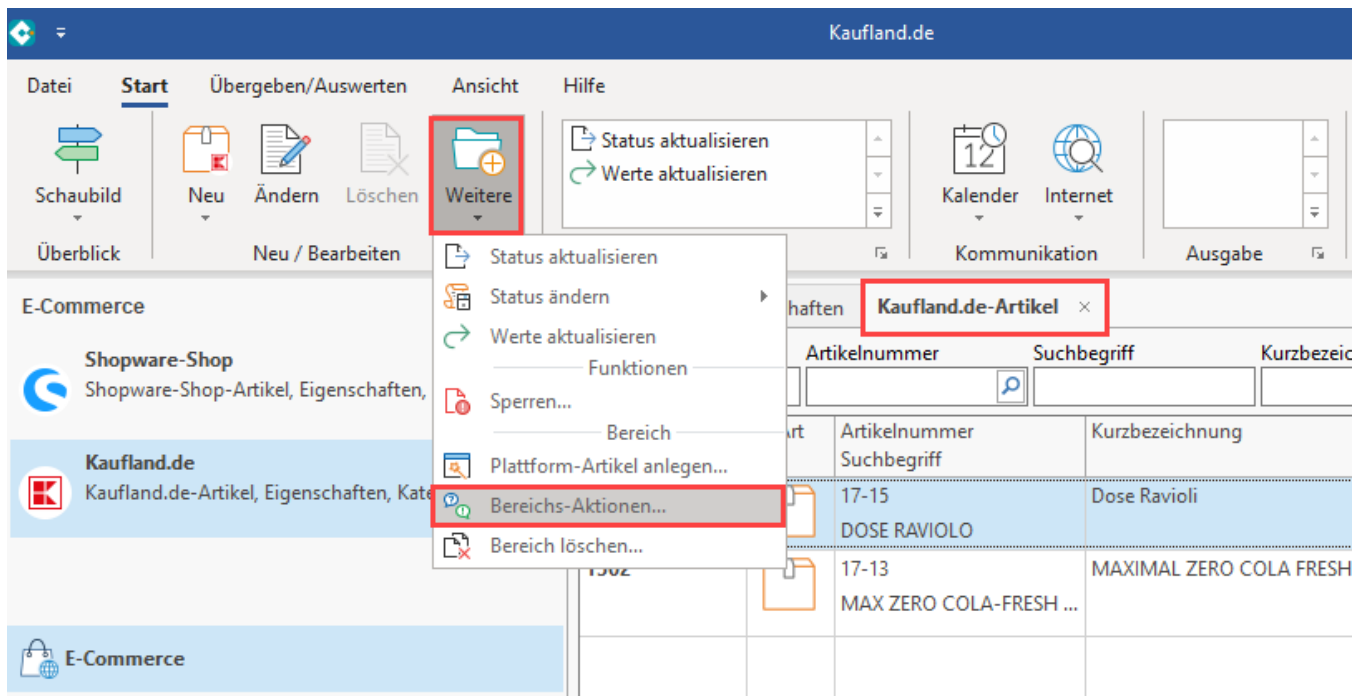 Kaufland.de
Datei Start Übergeben/Auswerten Ansicht Hilfe
Schaubild
Neu
Ändern
Löschen
Weitere
Status aktualisieren
Werte aktualisieren
12
Kalender
Internet
Überblick
Neu / Bearbeiten
Kommunikation
Ausgabe
E-Commerce
Shopware-Shop
Shopware-Shop-Artikel, Eigenschaften,
Kaufland.de
Kaufland.de-Artikel, Eigenschaften, Kate
E-Commerce
Status aktualisieren
Status ändern
Werte aktualisieren
Funktionen
Sperren...
Bereich
Plattform-Artikel anlegen...
Bereichs-Aktionen...
Bereich löschen...
haften
Kaufland.de-Artikel
Artikelnummer Suchbegriff Kurzbezeic
Art Artikelnummer Kurzbezeichnung
Suchbegriff
17-15 Dose Ravioli
DOSE RAVIOLO
1502 17-13 MAXIMAL ZERO COLA FRESH
MAX ZERO COLA-FRESH ...